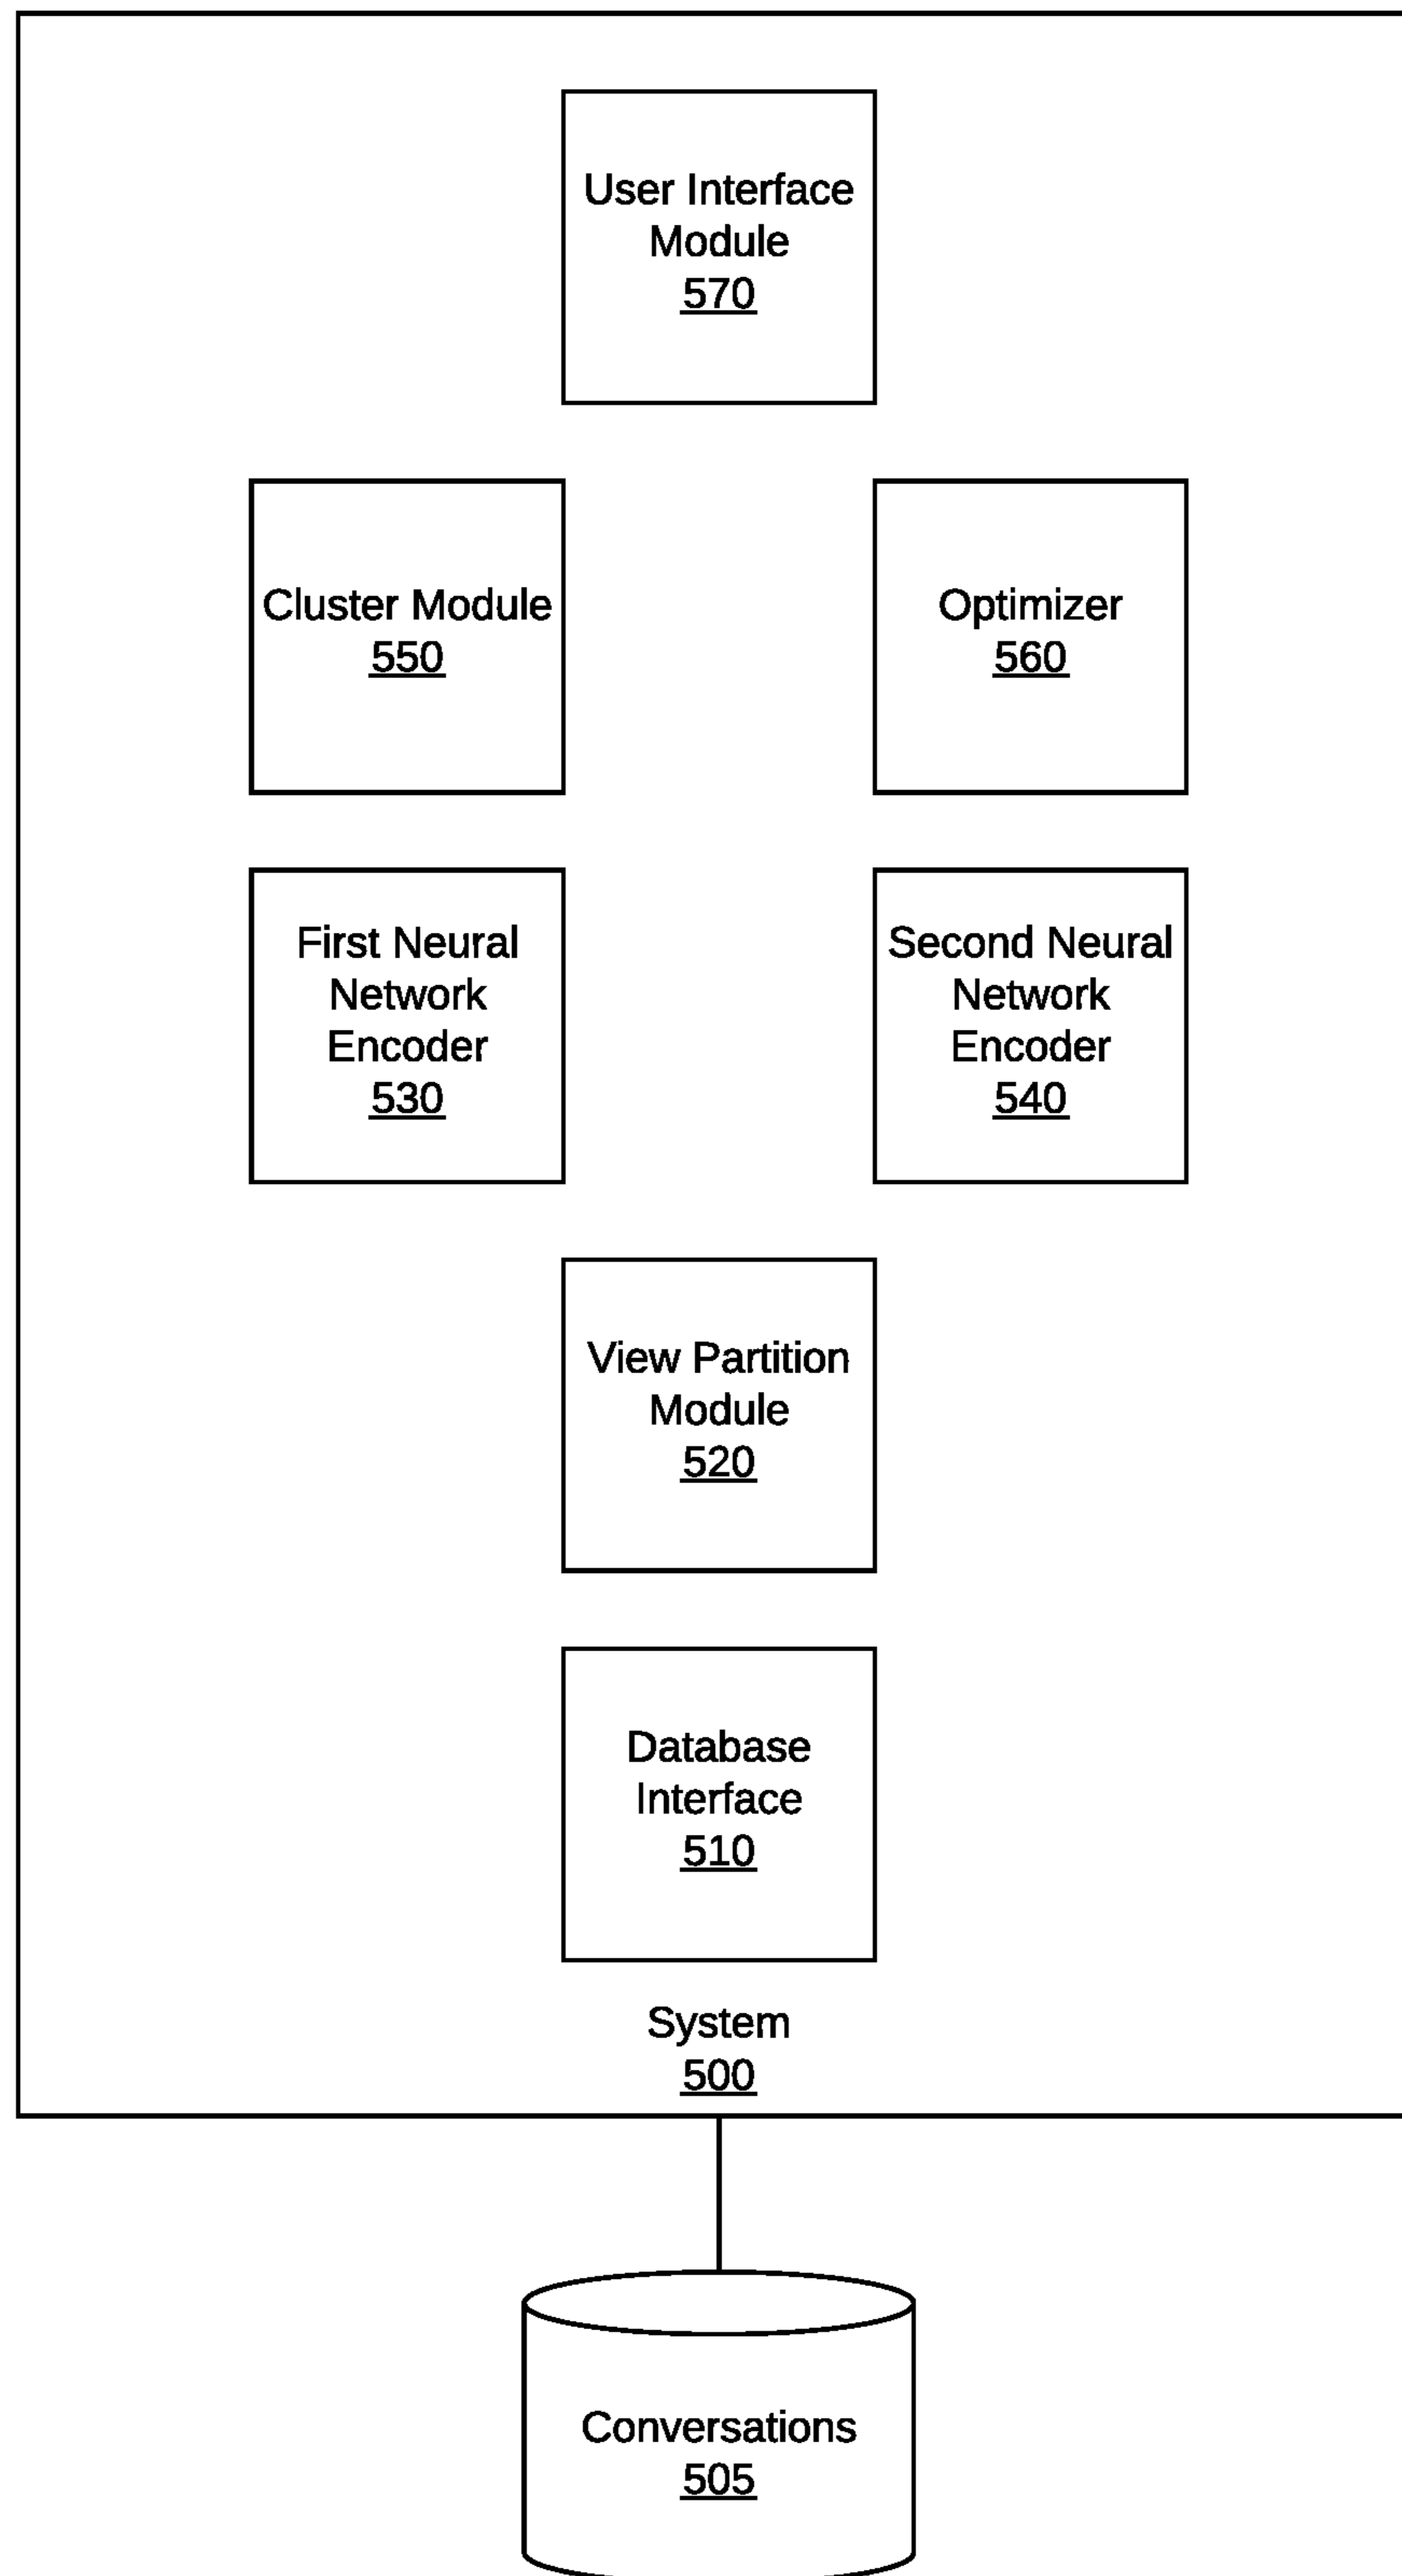 User Interface
Module
570
Cluster Module
550
Optimizer
560
First Neural
Network
Encoder
530
Second Neural
Network
Encoder
540
View Partition
Module
520
Database
Interface
510
System
500
Conversations
505